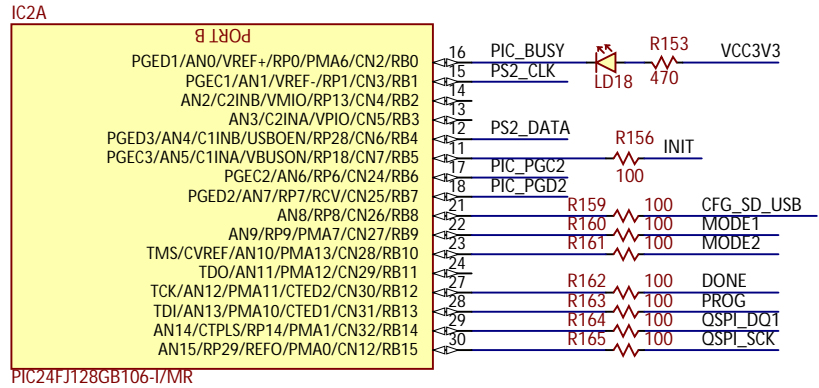 IC2A
PORT B
PGED1/AN0/VREF+/RP0/PMA6/CN2/RB0 16 PIC_BUSY LD18 R153 470 VCC3V3
PGEC1/AN1/VREF-/RP1/CN3/RB1 15 PS2_CLK
AN2/C2INB/VMIO/RP13/CN4/RB2 14
AN3/C2INA/VPIO/CN5/RB3 13
PGED3/AN4/C1INB/USBOEN/RP28/CN6/RB4 12 PS2_DATA
PGEC3/AN5/C1INA/VBUSON/RP18/CN7/RB5 11 R156 100 INIT
PGEC2/AN6/RP6/CN24/RB6 17 PIC_PGC2
PGED2/AN7/RP7/RCV/CN25/RB7 18 PIC_PGD2
AN8/RP8/CN26/RB8 21 R159 100 CFG_SD_USB
AN9/RP9/PMA7/CN27/RB9 22 R160 100 MODE1
TMS/CVREF/AN10/PMA13/CN28/RB10 23 R161 100 MODE2
TDO/AN11/PMA12/CN29/RB11 24
TCK/AN12/PMA11/CTED2/CN30/RB12 27 R162 100 DONE
TDI/AN13/PMA10/CTED1/CN31/RB13 28 R163 100 PROG
AN14/CTPLS/RP14/PMA1/CN32/RB14 29 R164 100 QSPI_DQ1
AN15/RP29/REFO/PMA0/CN12/RB15 30 R165 100 QSPI_SCK
PIC24FJ128GB106-I/MR